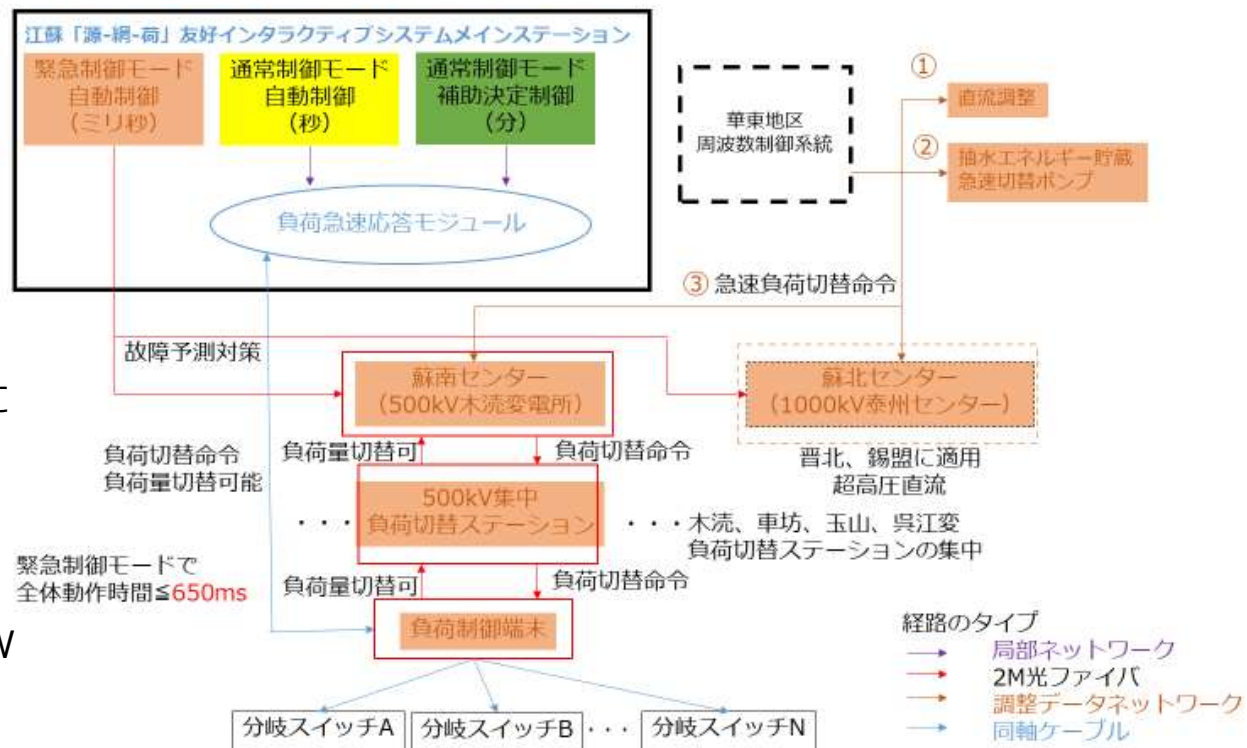 江蘇「源-網-荷」友好インタラクティブシステムメインステーション
緊急制御モード
自動制御
（ミリ秒）
通常制御モード
自動制御
（秒）
通常制御モード
補助決定制御
（分）
負荷急速応答モジュール
華東地区
周波数制御系統
①
直流調整
②
抽水エネルギー貯蔵
急速切替ポンプ
③ 急速負荷切替命令
故障予測対策
蘇南センター
（500kV木渎変電所）
蘇北センター
（1000kV泰州センター）
晋北、錫盟に適用
超高圧直流
に
負荷切替命令
負荷量切替可能
負荷量切替可
負荷切替命令
・・・
500kV集中
負荷切替ステーション
・・・木渎、車坊、玉山、呉江変
負荷切替ステーションの集中
緊急制御モードで
全体動作時間≦650ms
負荷量切替可
負荷切替命令
W
負荷制御端末
分岐スイッチA
分岐スイッチB
・・・
分岐スイッチN
経路のタイプ
局部ネットワーク
2M光ファイバ
調整データネットワーク
同軸ケーブル